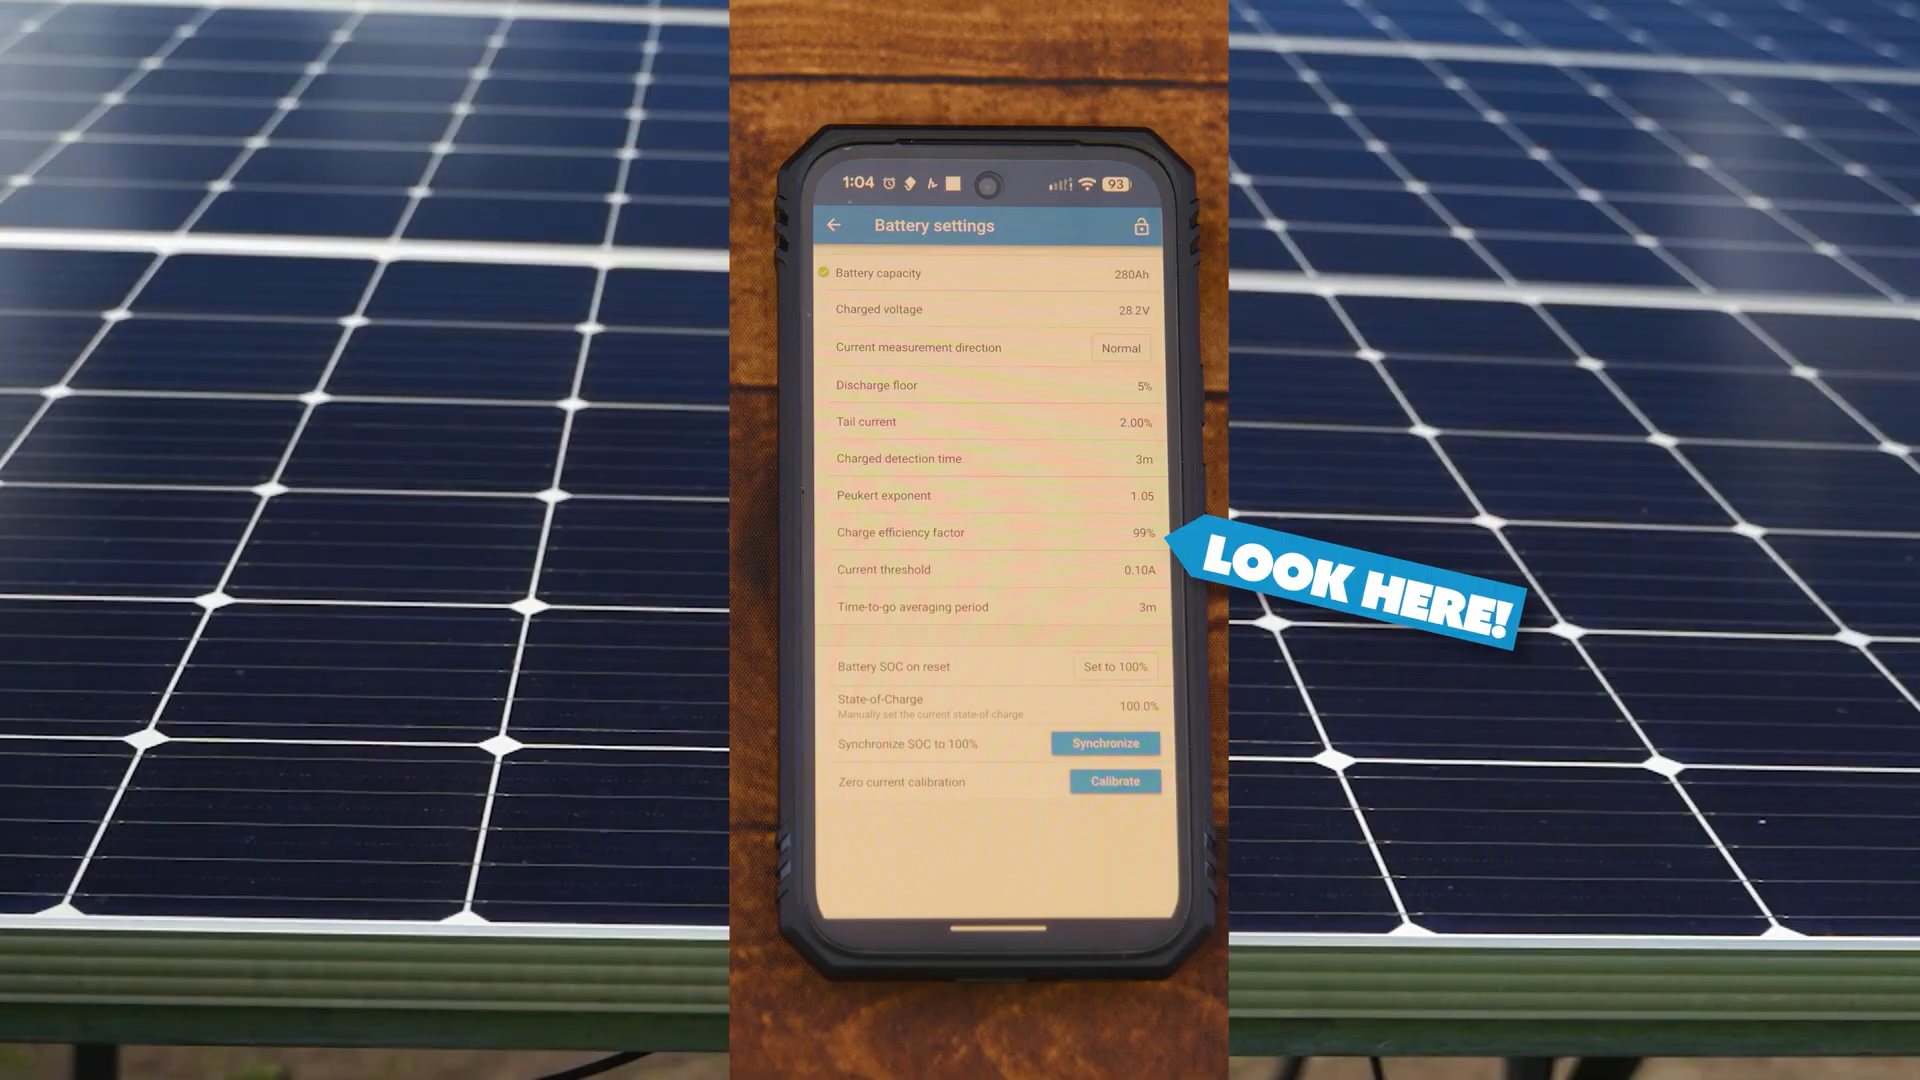 1:04
93
Battery settings
Battery capacity 280Ah
Charged voltage 28.2V
Current measurement direction Normal
Discharge floor 5%
Tail current 2.00%
Charged detection time 3m
Peukert exponent 1.05
Charge efficiency factor 99%
Current threshold 0.10A
Time-to-go averaging period 3m
Battery SOC on reset Set to 100%
State-of-Charge 100.0%
Manually set the current state-of-charge
Synchronize SOC to 100% Synchronize
Zero current calibration Calibrate
LOOK HERE!